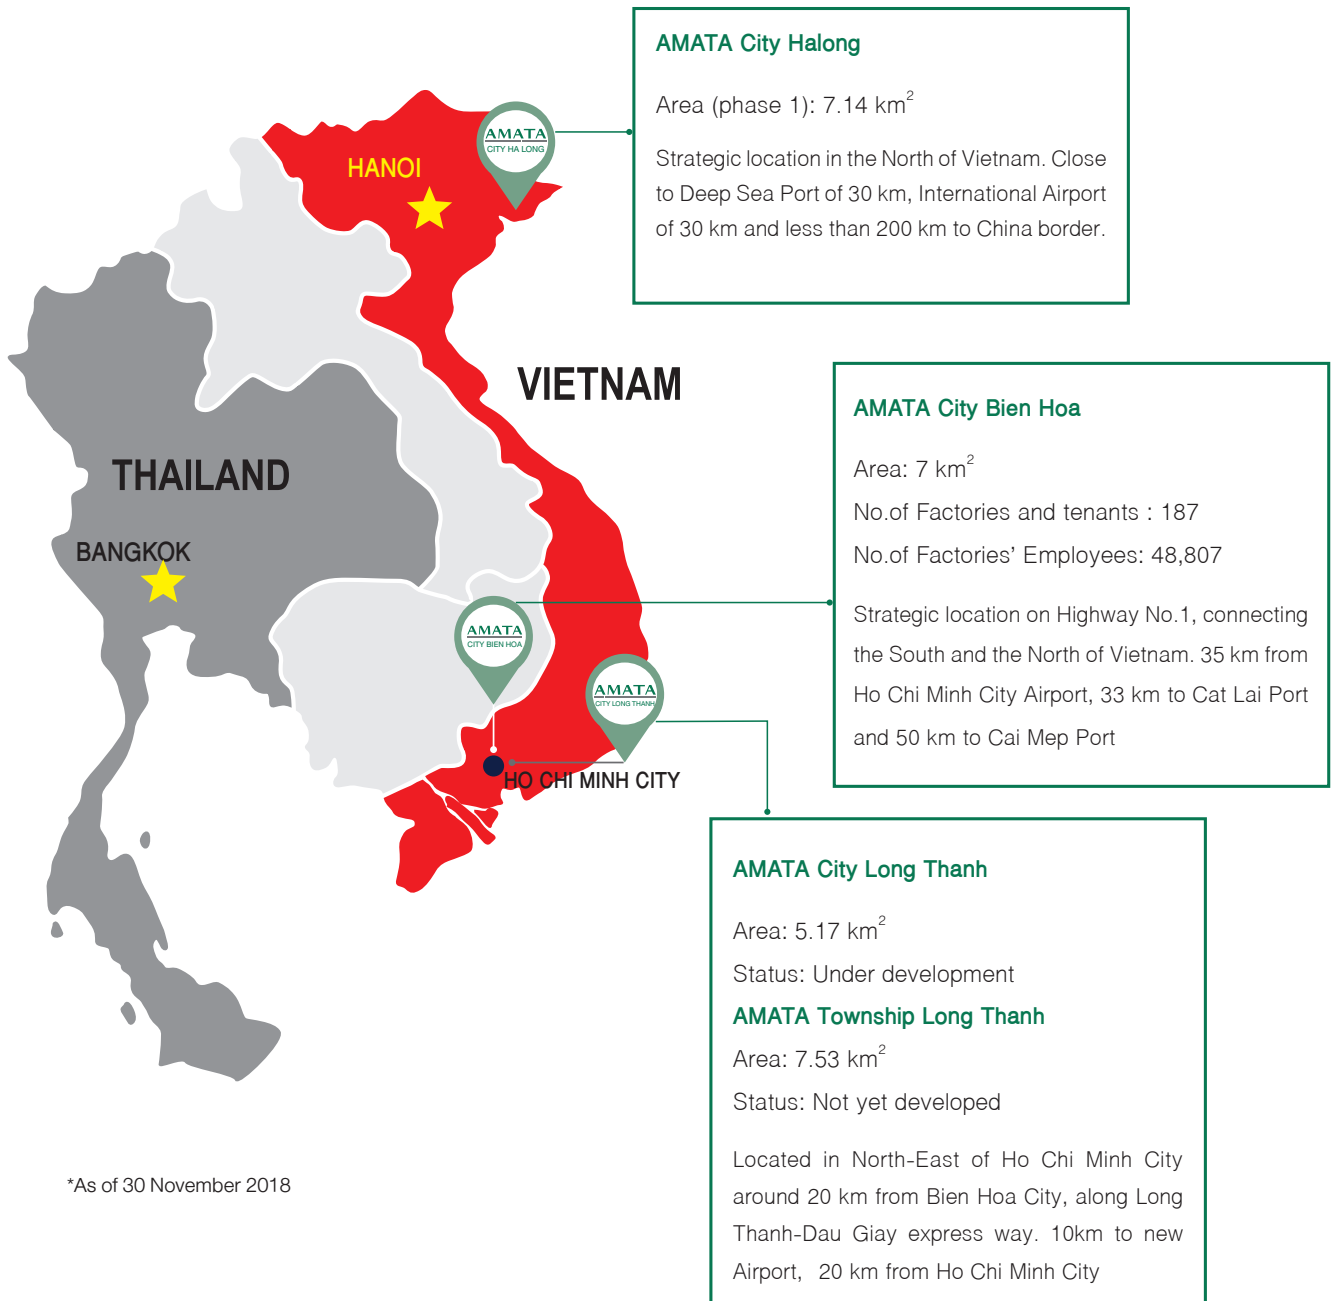 AMATA City Halong
Area (phase 1): 7.14 km²
Strategic location in the North of Vietnam. Close
to Deep Sea Port of 30 km, International Airport
of 30 km and less than 200 km to China border.
AMATA
CITY HA LONG
HANOI
VIETNAM
THAILAND
BANGKOK
AMATA City Bien Hoa
Area: 7 km²
No.of Factories and tenants : 187
No.of Factories' Employees: 48,807
Strategic location on Highway No.1, connecting
the South and the North of Vietnam. 35 km from
Ho Chi Minh City Airport, 33 km to Cat Lai Port
and 50 km to Cai Mep Port
AMATA
CITY BIEN HOA
AMATA
CITY LONG THANH
HO CHI MINH CITY
AMATA City Long Thanh
Area: 5.17 km²
Status: Under development
AMATA Township Long Thanh
Area: 7.53 km²
Status: Not yet developed
Located in North-East of Ho Chi Minh City
around 20 km from Bien Hoa City, along Long
Thanh-Dau Giay express way. 10km to new
Airport, 20 km from Ho Chi Minh City
*As of 30 November 2018